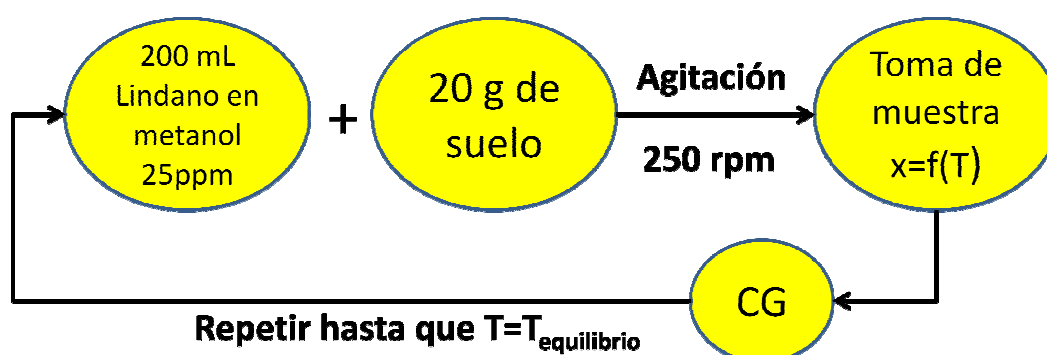 200 mL
Lindano en
metanol
25ppm
+
20 g de
suelo
Agitación
250 rpm
Toma de
muestra
x=f(T)
CG
Repetir hasta que T=Tequilibrio